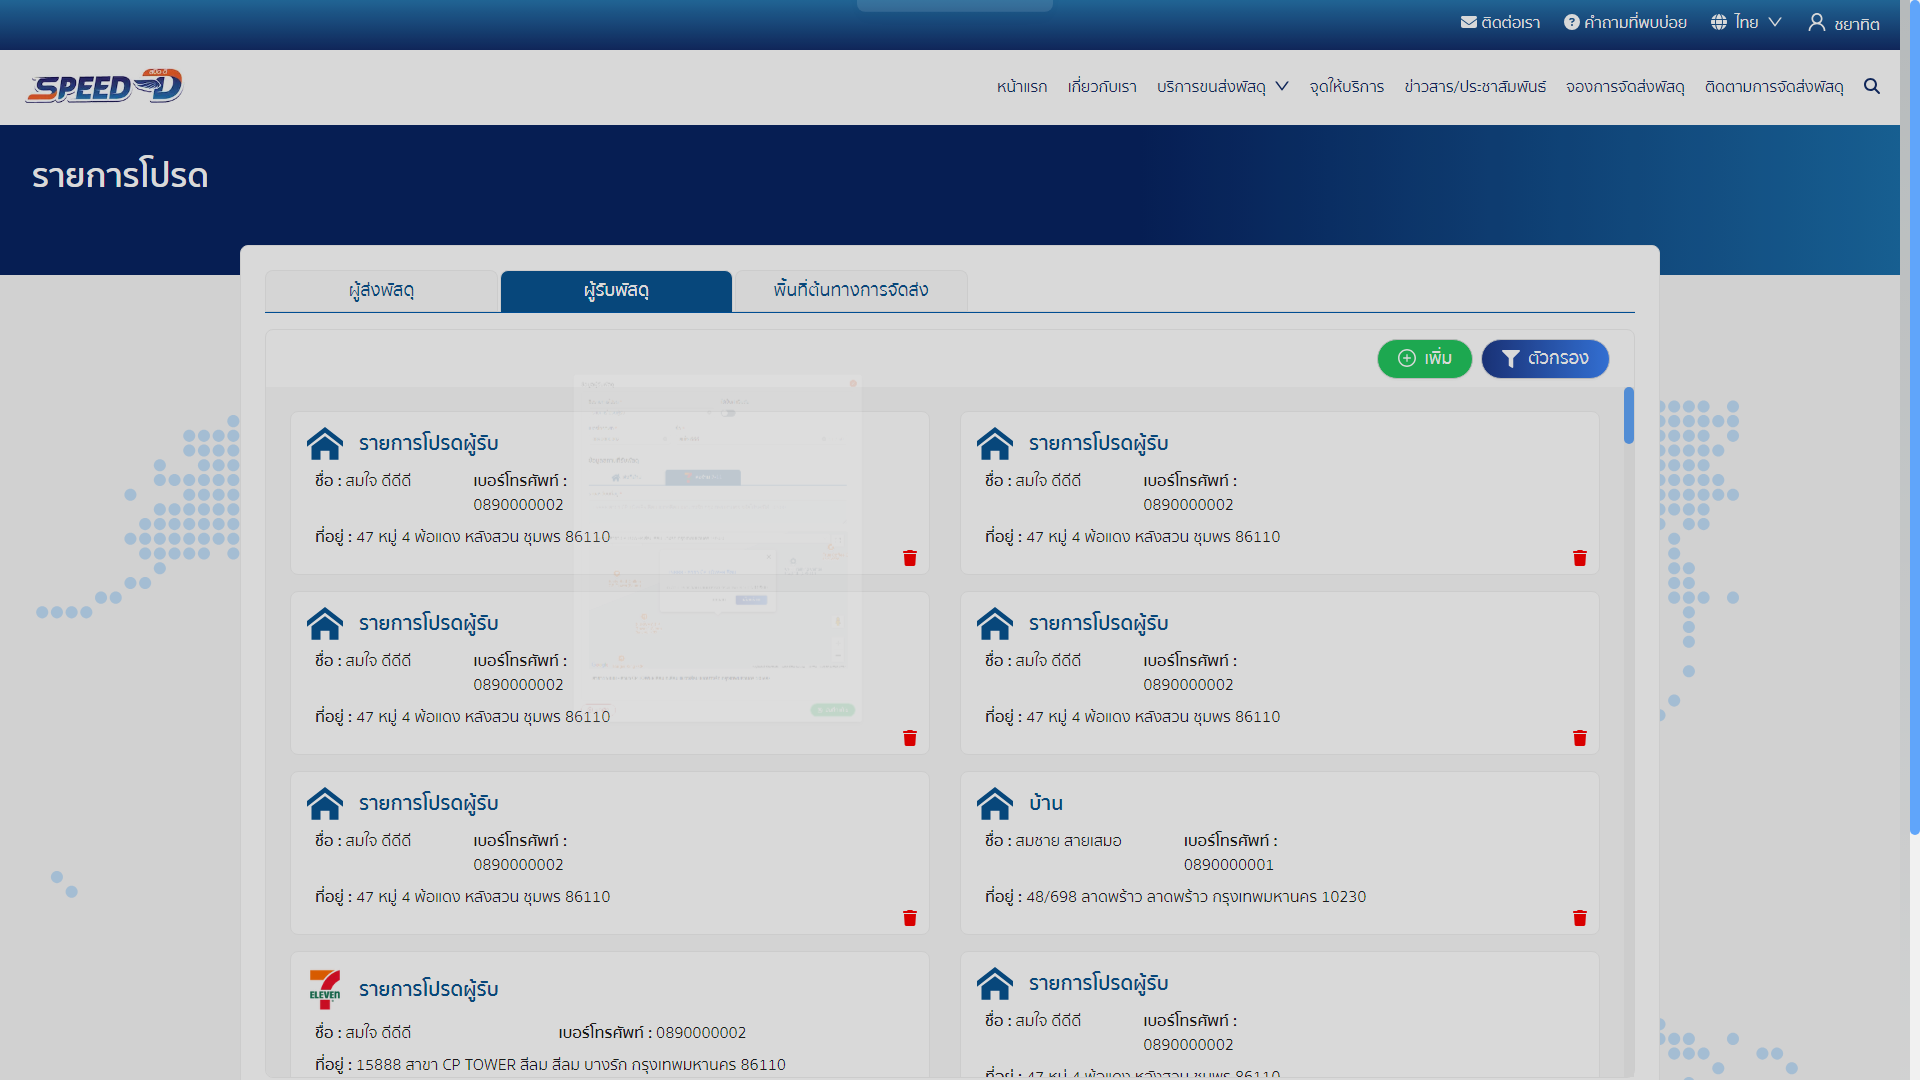 ติดต่อเรา คำถามที่พบบ่อย ไทย ชยาทิต
SPEED-D
หน้าแรก เกี่ยวกับเรา บริการขนส่งพัสดุ จุดให้บริการ ข่าวสาร/ประชาสัมพันธ์ จองการจัดส่งพัสดุ ติดตามการจัดส่งพัสดุ
รายการโปรด
ผู้ส่งพัสดุ ผู้รับพัสดุ พื้นที่ต้นทางการจัดส่ง
เพิ่ม ตัวกรอง
รายการโปรดผู้รับ
ชื่อ : สมใจ ดีดีดี เบอร์โทรศัพท์ :
0890000002
ที่อยู่ : 47 หมู่ 4 พ้อแดง หลังสวน ชุมพร 86110
รายการโปรดผู้รับ
ชื่อ : สมใจ ดีดีดี เบอร์โทรศัพท์ :
0890000002
ที่อยู่ : 47 หมู่ 4 พ้อแดง หลังสวน ชุมพร 86110
รายการโปรดผู้รับ
ชื่อ : สมใจ ดีดีดี เบอร์โทรศัพท์ :
0890000002
ที่อยู่ : 47 หมู่ 4 พ้อแดง หลังสวน ชุมพร 86110
รายการโปรดผู้รับ
ชื่อ : สมใจ ดีดีดี เบอร์โทรศัพท์ :
0890000002
ที่อยู่ : 47 หมู่ 4 พ้อแดง หลังสวน ชุมพร 86110
รายการโปรดผู้รับ
ชื่อ : สมใจ ดีดีดี เบอร์โทรศัพท์ :
0890000002
ที่อยู่ : 47 หมู่ 4 พ้อแดง หลังสวน ชุมพร 86110
บ้าน
ชื่อ : สมชาย สายเสมอ เบอร์โทรศัพท์ :
0890000001
ที่อยู่ : 48/698 ลาดพร้าว ลาดพร้าว กรุงเทพมหานคร 10230
7 ELEVEN
รายการโปรดผู้รับ
ชื่อ : สมใจ ดีดีดี เบอร์โทรศัพท์ : 0890000002
ที่อยู่ : 15888 สาขา CP TOWER สีลม สีลม บางรัก กรุงเทพมหานคร 86110
รายการโปรดผู้รับ
ชื่อ : สมใจ ดีดีดี เบอร์โทรศัพท์ :
0890000002
ที่อยู่ : 47 หมู่ 4 พ้อแดง หลังสวน ชุมพร 86110